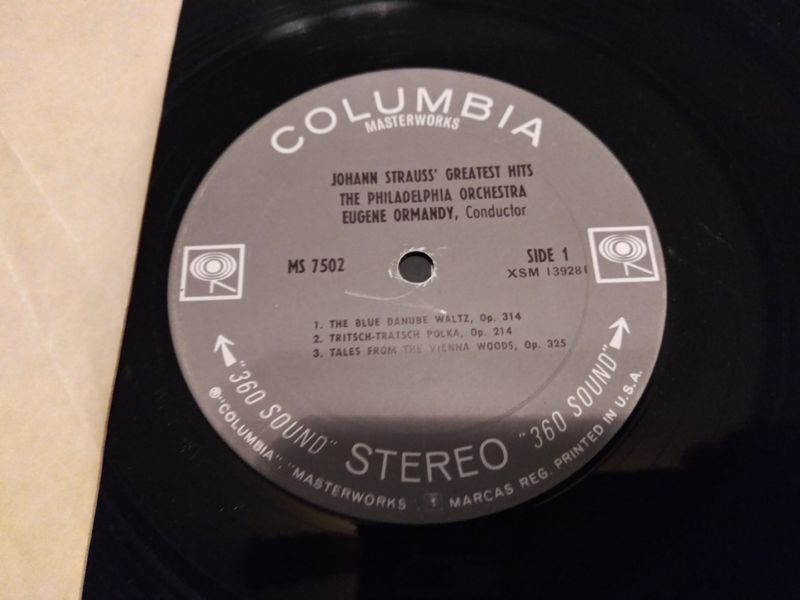 COLUMBIA
MASTERWORKS
JOHANN STRAUSS' GREATEST HITS
THE PHILADELPHIA ORCHESTRA
EUGENE ORMANDY, Conductor
MS 7502
SIDE 1
XSM 139281
1. THE BLUE DANUBE WALTZ, Op. 314
2. TRITSCH-TRATSCH POLKA, Op. 214
3. TALES FROM THE VIENNA WOODS, Op. 325
"360 SOUND" STEREO "360 SOUND"
Ⓡ "COLUMBIA", "MASTERWORKS" MARCAS REG. PRINTED IN U.S.A.